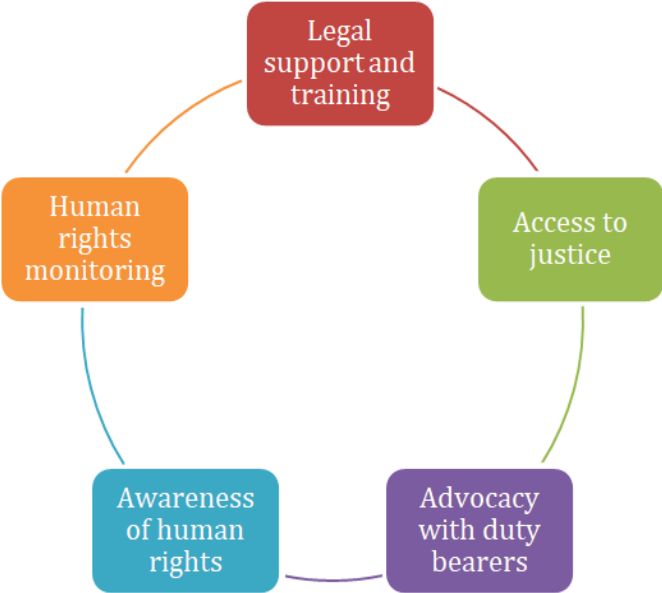 Legal
support and
training
Access to
justice
Advocacy
with duty
bearers
Awareness
of human
rights
Human
rights
monitoring